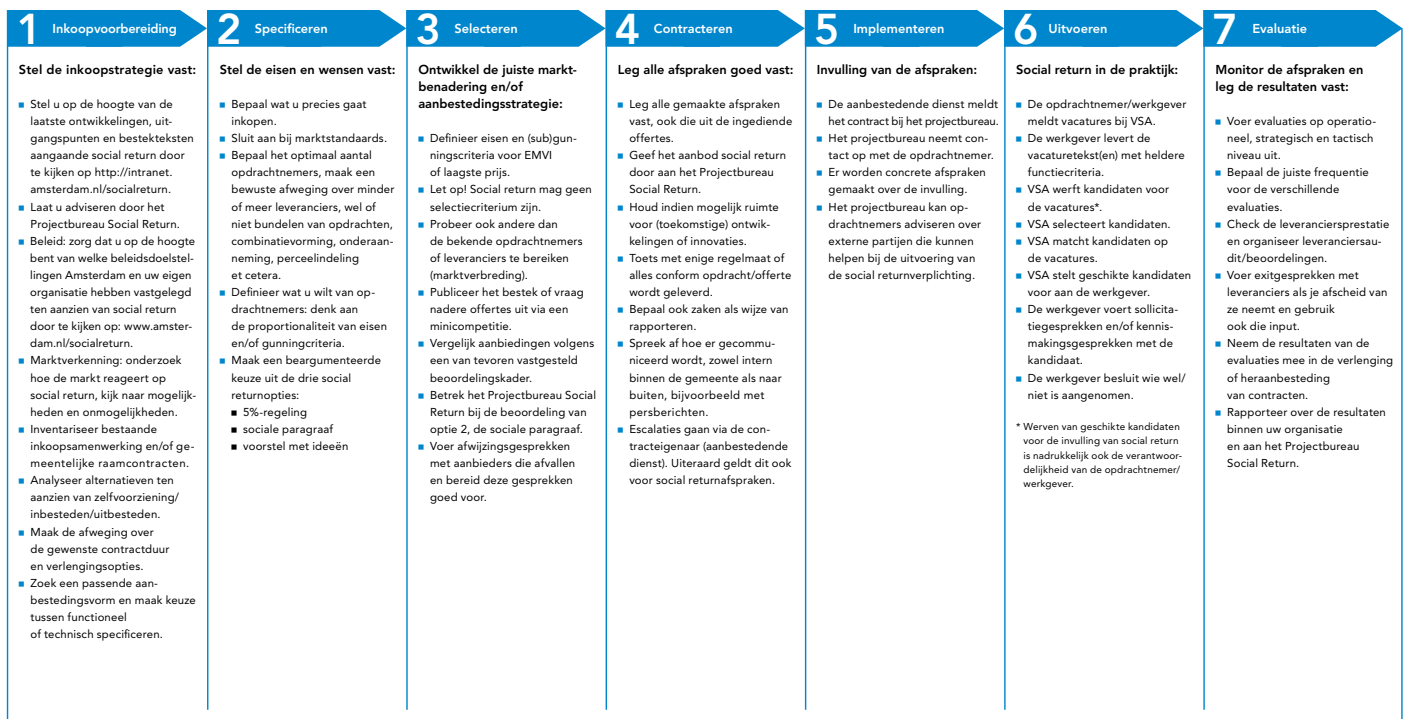 1 Inkoopvoorbereiding
Stel de inkoopstrategie vast:
■ Stel u op de hoogte van de
laatste ontwikkelingen, uit-
gangspunten en bestekteksten
aangaande social return door
te kijken op http://intranet.
amsterdam.nl/socialreturn.
■ Laat u adviseren door het
Projectbureau Social Return.
■ Beleid: zorg dat u op de hoogte
bent van welke beleidsdoelstel-
lingen Amsterdam en uw eigen
organisatie hebben vastgelegd
ten aanzien van social return
door te kijken op: www.amster-
dam.nl/socialreturn.
■ Marktverkenning: onderzoek
hoe de markt reageert op
social return, kijk naar mogelijk-
heden en onmogelijkheden.
■ Inventariseer bestaande
inkoopsamenwerking en/of ge-
meentelijke raamcontracten.
■ Analyseer alternatieven ten
aanzien van zelfvoorziening/
inbesteden/uitbesteden.
■ Maak de afweging over
de gewenste contractduur
en verlengingsopties.
■ Zoek een passende aan-
bestedingsvorm en maak keuze
tussen functioneel
of technisch specificeren.
2 Specificeren
Stel de eisen en wensen vast:
■ Bepaal wat u precies gaat
inkopen.
■ Sluit aan bij marktstandaards.
■ Bepaal het optimaal aantal
opdrachtnemers, maak een
bewuste afweging over minder
of meer leveranciers, wel of
niet bundelen van opdrachten,
combinatievorming, onderaan-
neming, perceelindeling
et cetera.
■ Definieer wat u wilt van op-
drachtnemers: denk aan
de proportionaliteit van eisen
en/of gunningcriteria.
■ Maak een beargumenteerde
keuze uit de drie social
returnopties:
■ 5%-regeling
■ sociale paragraaf
■ voorstel met ideeën
3 Selecteren
Ontwikkel de juiste markt-
benadering en/of
aanbestedingsstrategie:
■ Definieer eisen en (sub)gun-
ningscriteria voor EMVI
of laagste prijs.
■ Let op! Social return mag geen
selectiecriterium zijn.
■ Probeer ook andere dan
de bekende opdrachtnemers
of leveranciers te bereiken
(marktverbreding).
■ Publiceer het bestek of vraag
nadere offertes uit via een
minicompetitie.
■ Vergelijk aanbiedingen volgens
een van tevoren vastgesteld
beoordelingskader.
■ Betrek het Projectbureau Social
Return bij de beoordeling van
optie 2, de sociale paragraaf.
■ Voer afwijzingsgesprekken
met aanbieders die afvallen
en bereid deze gesprekken
goed voor.
4 Contracteren
Leg alle afspraken goed vast:
■ Leg alle gemaakte afspraken
vast, ook die uit de ingediende
offertes.
■ Geef het aanbod social return
door aan het Projectbureau
Social Return.
■ Houd indien mogelijk ruimte
voor (toekomstige) ontwik-
kelingen of innovaties.
■ Toets met enige regelmaat of
alles conform opdracht/offerte
wordt geleverd.
■ Bepaal ook zaken als wijze van
rapporteren.
■ Spreek af hoe er gecommu-
niceerd wordt, zowel intern
binnen de gemeente als naar
buiten, bijvoorbeeld met
persberichten.
■ Escalaties gaan via de con-
tracteigenaar (aanbestedende
dienst). Uiteraard geldt dit ook
voor social returnafspraken.
5 Implementeren
Invulling van de afspraken:
■ De aanbestedende dienst meldt
het contract bij het projectbureau.
■ Het projectbureau neemt con-
tact op met de opdrachtnemer.
■ Er worden concrete afspraken
gemaakt over de invulling.
■ Het projectbureau kan op-
drachtnemers adviseren over
externe partijen die kunnen
helpen bij de uitvoering van
de social returnverplichting.
6 Uitvoeren
Social return in de praktijk:
■ De opdrachtnemer/werkgever
meldt vacatures bij VSA.
■ De werkgever levert de
vacaturetekst(en) met heldere
functiecriteria.
■ VSA werft kandidaten voor
de vacatures*.
■ VSA selecteert kandidaten.
■ VSA matcht kandidaten op
de vacatures.
■ VSA stelt geschikte kandidaten
voor aan de werkgever.
■ De werkgever voert sollicita-
tiegesprekken en/of kennis-
makingsgesprekken met de
kandidaat.
■ De werkgever besluit wie wel/
niet is aangenomen.
* Werven van geschikte kandidaten
voor de invulling van social return
is nadrukkelijk ook de verantwoor-
delijkheid van de opdrachtnemer/
werkgever.
7 Evaluatie
Monitor de afspraken en
leg de resultaten vast:
■ Voer evaluaties op operatio-
neel, strategisch en tactisch
niveau uit.
■ Bepaal de juiste frequentie
voor de verschillende
evaluaties.
■ Check de leveranciersprestatie
en organiseer leveranciersau-
dit/beoordelingen.
■ Voer exitgesprekken met
leveranciers als je afscheid van
ze neemt en gebruik
ook die input.
■ Neem de resultaten van de
evaluaties mee in de verlenging
of heraanbesteding
van contracten.
■ Rapporteer over de resultaten
binnen uw organisatie
en aan het Projectbureau
Social Return.